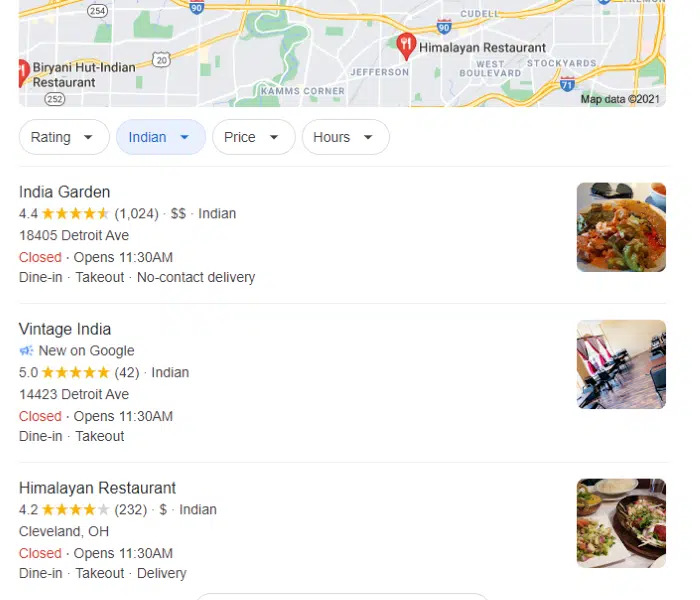 254
90
CUDELL
90
Himalayan Restaurant
Biryani Hut-Indian
Restaurant
20
JEFFERSON
WEST
BOULEVARD
STOCKYARDS
71
KAMMS CORNER
252
Map data ©2021
Rating
Indian
Price
Hours
India Garden
4.4 (1,024) · $$ · Indian
18405 Detroit Ave
Closed · Opens 11:30AM
Dine-in · Takeout · No-contact delivery
Vintage India
New on Google
5.0 (42) · Indian
14423 Detroit Ave
Closed · Opens 11:30AM
Dine-in · Takeout
Himalayan Restaurant
4.2 (232) · $ · Indian
Cleveland, OH
Closed · Opens 11:30AM
Dine-in · Takeout · Delivery